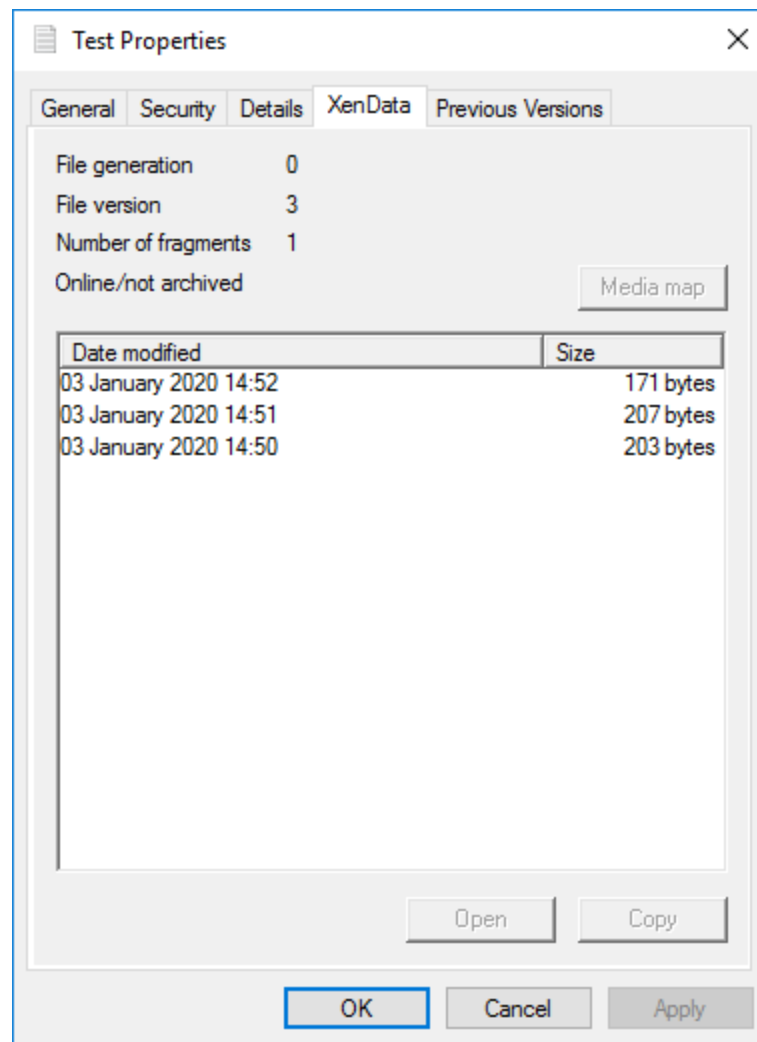 Test Properties
General Security Details XenData Previous Versions
File generation 0
File version 3
Number of fragments 1
Online/not archived Media map
Date modified Size
03 January 2020 14:52 171 bytes
03 January 2020 14:51 207 bytes
03 January 2020 14:50 203 bytes
Open Copy
OK Cancel Apply